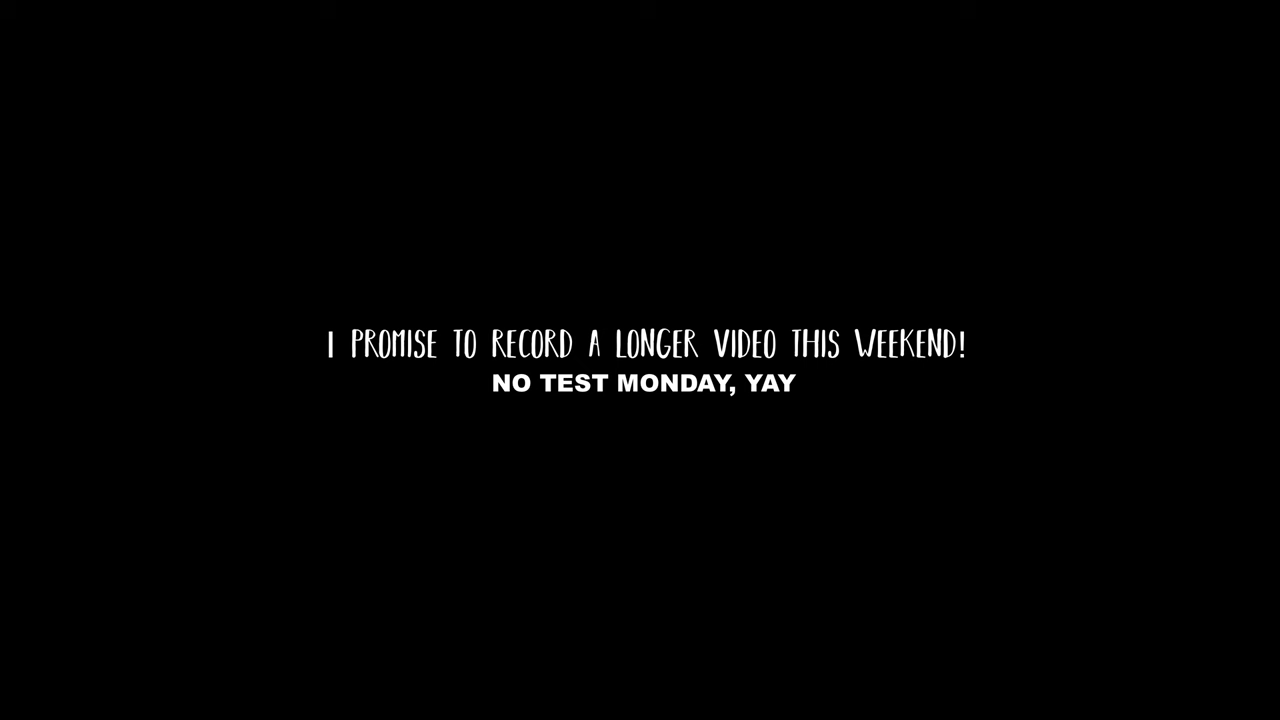 I PROMISE TO RECORD A LONGER VIDEO THIS WEEKEND!
NO TEST MONDAY, YAY